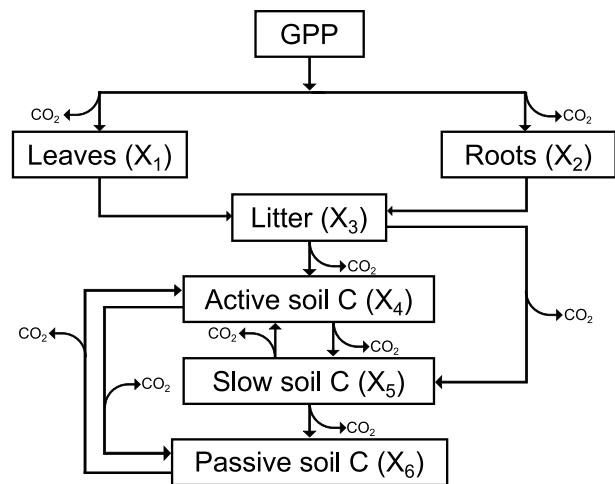 GPP
CO₂
CO₂
Leaves (X₁)
Roots (X₂)
Litter (X₃)
CO₂
Active soil C (X₄)
CO₂
CO₂
CO₂
CO₂
Slow soil C (X₅)
CO₂
CO₂
Passive soil C (X₆)